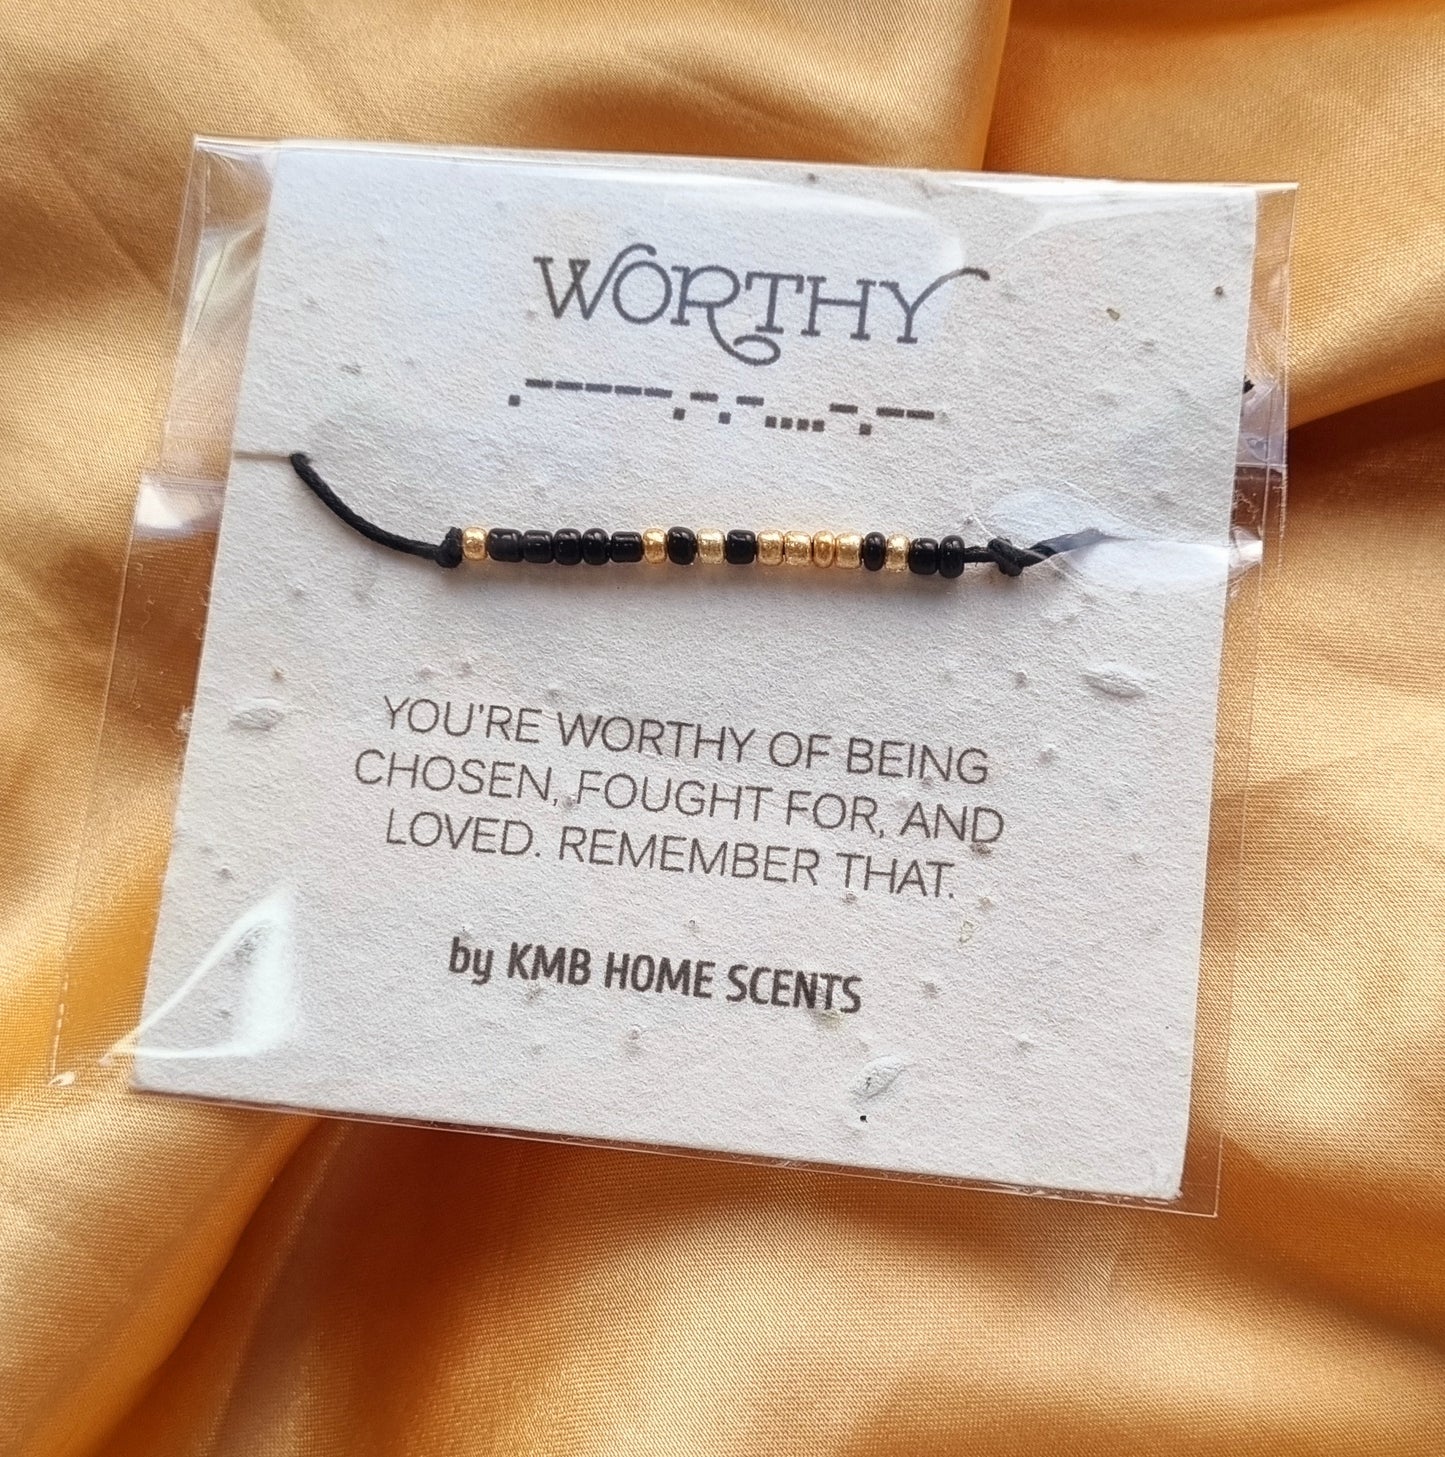 WORTHY
.-----.-.-....-.--
YOU'RE WORTHY OF BEING
CHOSEN, FOUGHT FOR, AND
LOVED. REMEMBER THAT.
by KMB HOME SCENTS